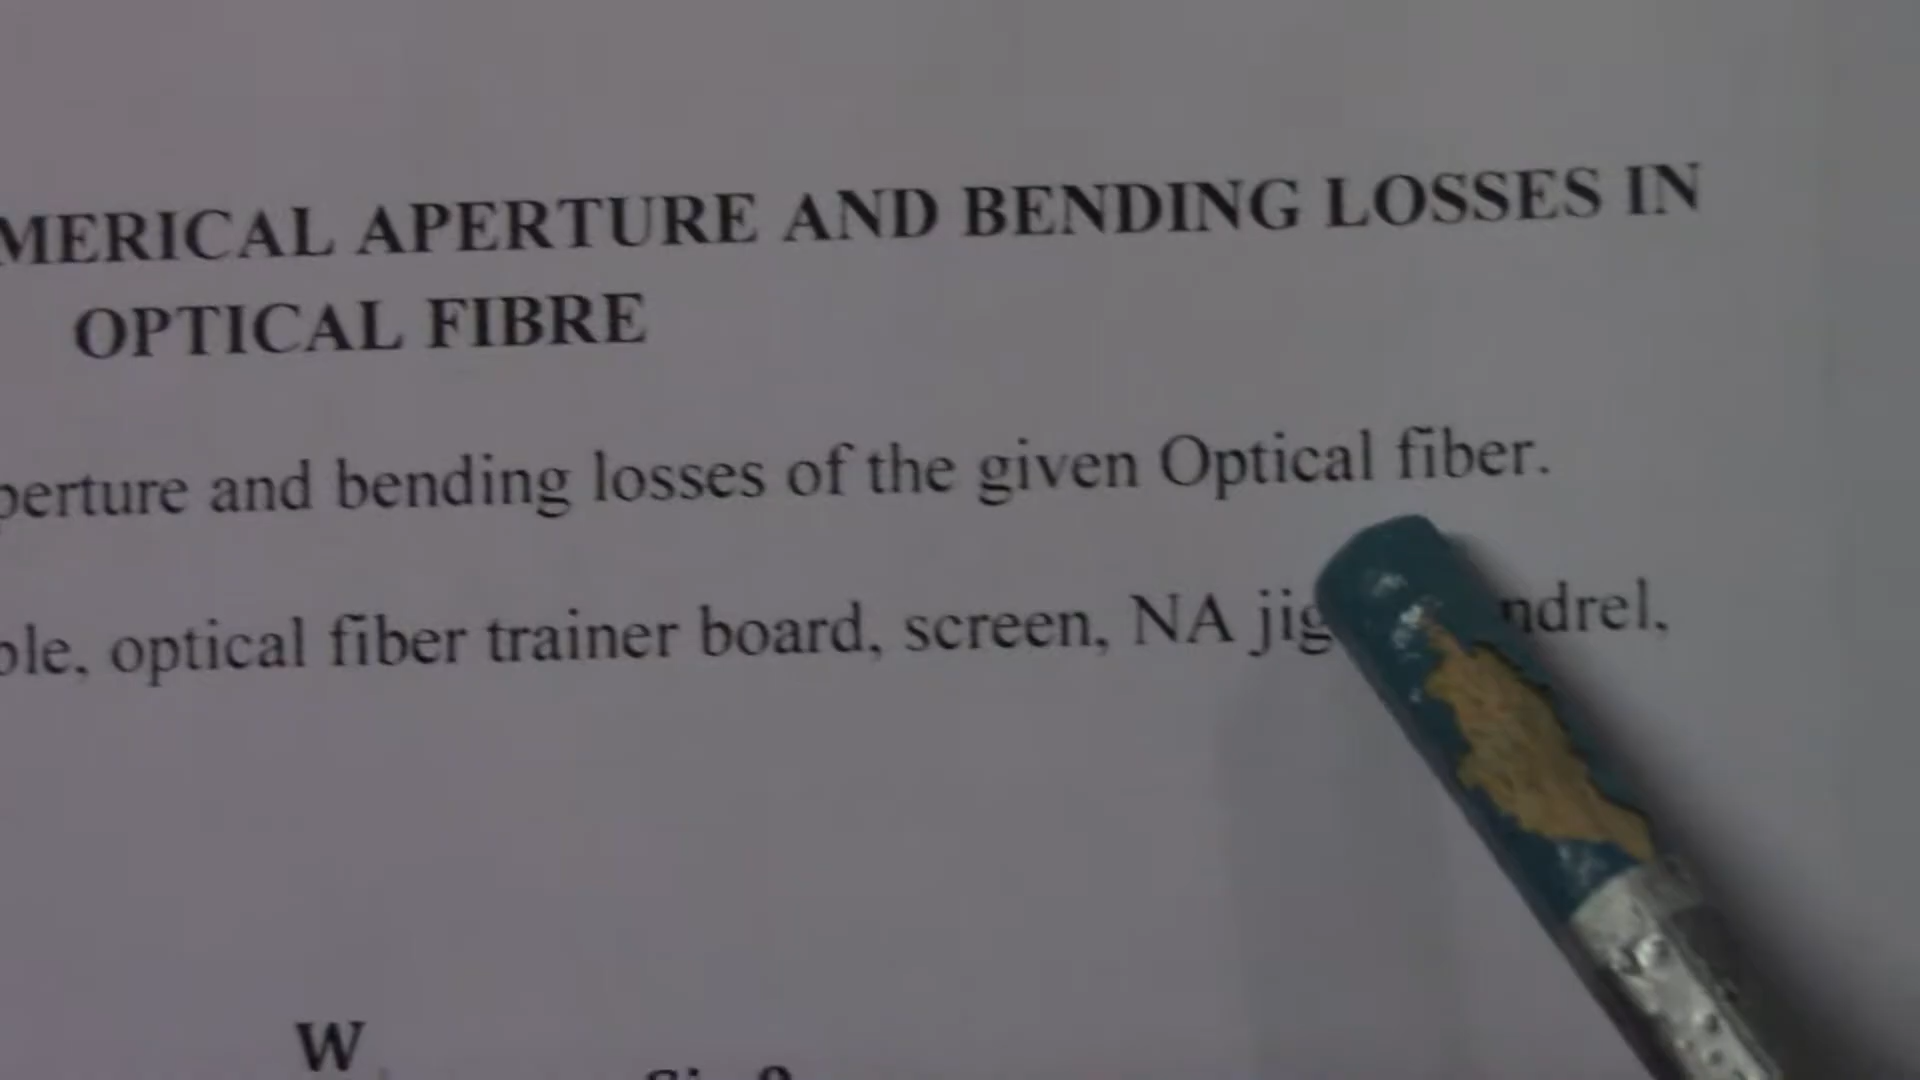 MERICAL APERTURE AND BENDING LOSSES IN
OPTICAL FIBRE
perture and bending losses of the given Optical fiber.
ble, optical fiber trainer board, screen, NA jig ndrel,
W